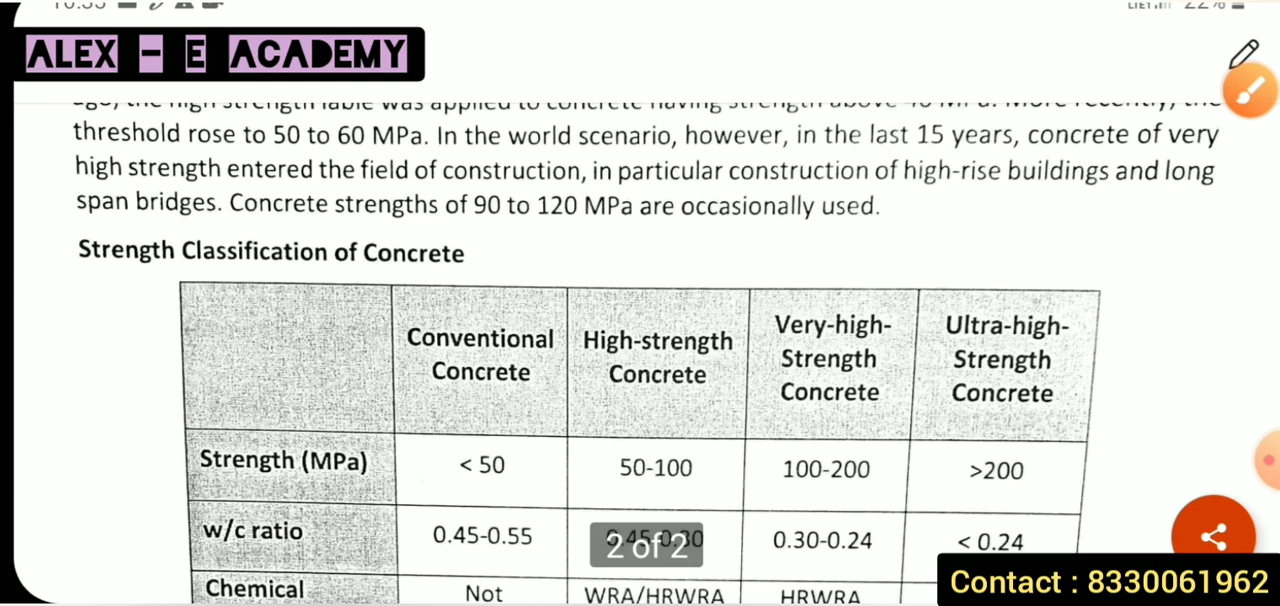 ALEX - E ACADEMY
threshold rose to 50 to 60 MPa. In the world scenario, however, in the last 15 years, concrete of very
high strength entered the field of construction, in particular construction of high-rise buildings and long
span bridges. Concrete strengths of 90 to 120 MPa are occasionally used.
Strength Classification of Concrete
Conventional Concrete High-strength Concrete Very-high-Strength Concrete Ultra-high-Strength Concrete
Strength (MPa) < 50 50-100 100-200 >200
w/c ratio 0.45-0.55 0.45-0.30 0.30-0.24 < 0.24
2 of 2
Chemical Not WRA/HRWRA HRWRA
Contact : 8330061962